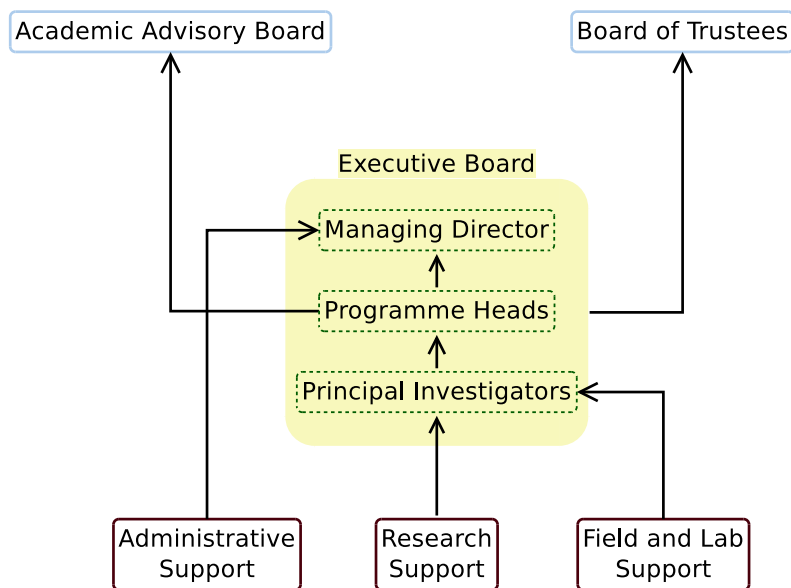 Academic Advisory Board
Board of Trustees
Executive Board
Managing Director
Programme Heads
Principal Investigators
Administrative
Support
Research
Support
Field and Lab
Support